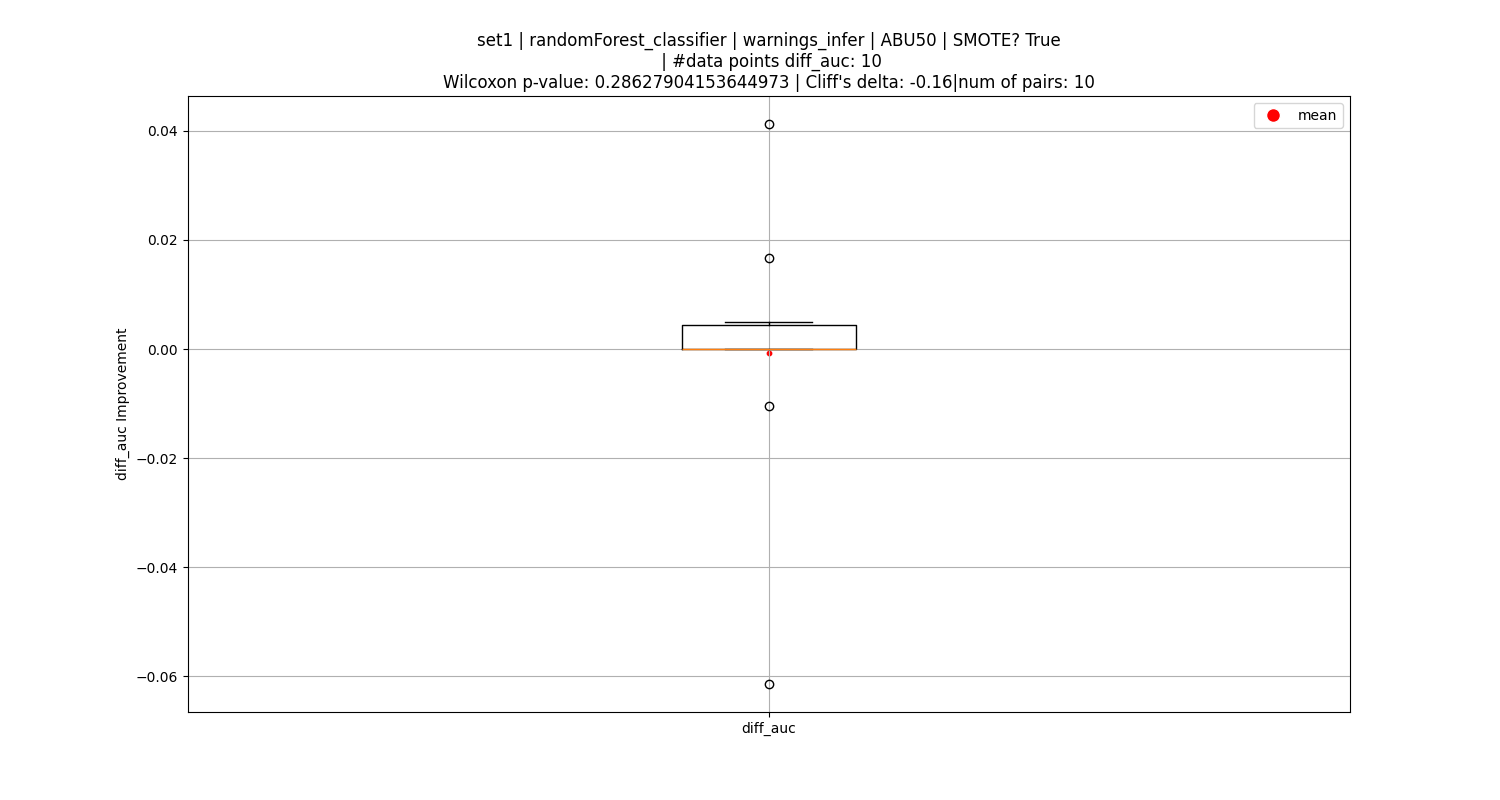 set1 | randomForest_classifier | warnings_infer | ABU50 | SMOTE? True
| #data points diff_auc: 10
Wilcoxon p-value: 0.28627904153644973 | Cliff's delta: -0.16|num of pairs: 10
mean
0.04
0.02
0.00
−0.02
−0.04
−0.06
diff_auc Improvement
diff_auc